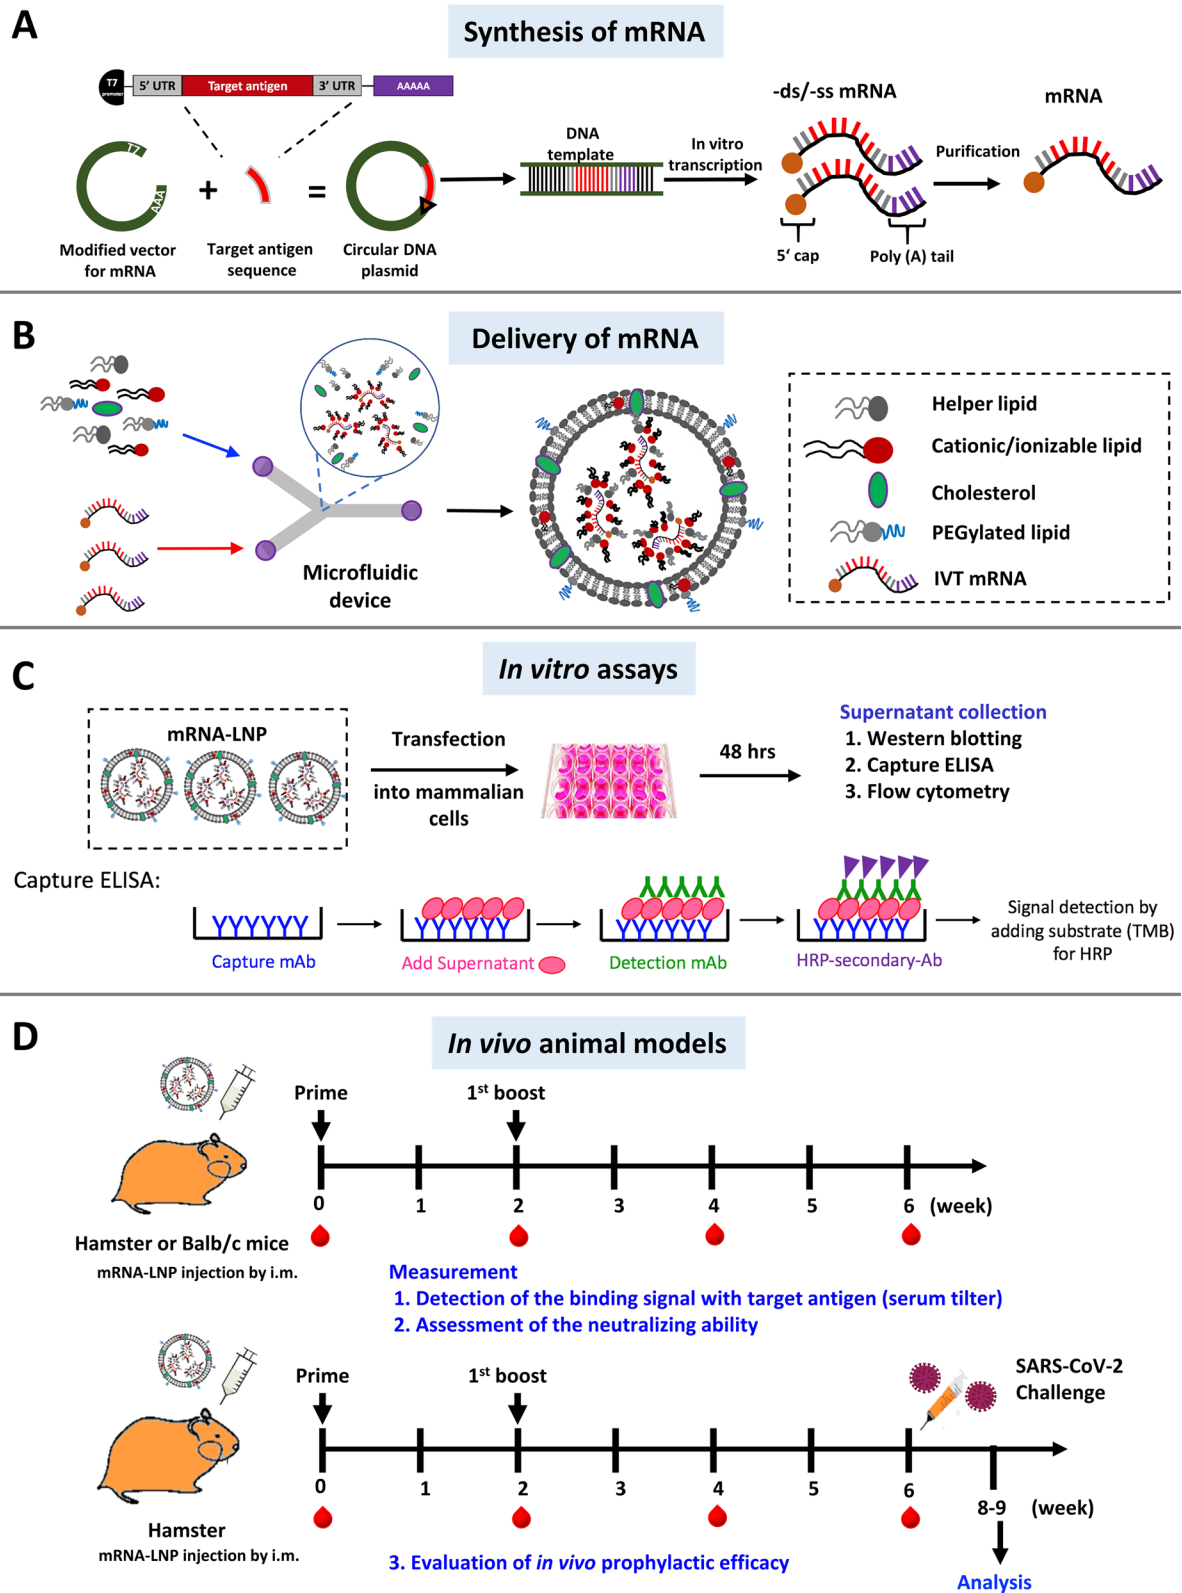 A
Synthesis of mRNA
T7
promoter
5’ UTR
Target antigen
3’ UTR
AAAAA
T7
AAA
+
=
Modified vector
for mRNA
Target antigen
sequence
Circular DNA
plasmid
DNA
template
In vitro
transcription
-ds/-ss mRNA
5‘ cap
Poly (A) tail
Purification
mRNA
B
Delivery of mRNA
Microfluidic
device
Helper lipid
Cationic/ionizable lipid
Cholesterol
PEGylated lipid
IVT mRNA
C
In vitro assays
mRNA-LNP
Transfection
into mammalian
cells
48 hrs
Supernatant collection
1. Western blotting
2. Capture ELISA
3. Flow cytometry
Capture ELISA:
Capture mAb
Add Supernatant
Detection mAb
HRP-secondary-Ab
Signal detection by
adding substrate (TMB)
for HRP
D
In vivo animal models
Prime
1st boost
0 1 2 3 4 5 6 (week)
Hamster or Balb/c mice
mRNA-LNP injection by i.m.
Measurement
1. Detection of the binding signal with target antigen (serum tilter)
2. Assessment of the neutralizing ability
Prime
1st boost
SARS-CoV-2
Challenge
0 1 2 3 4 5 6
8-9 (week)
Hamster
mRNA-LNP injection by i.m.
3. Evaluation of in vivo prophylactic efficacy
Analysis